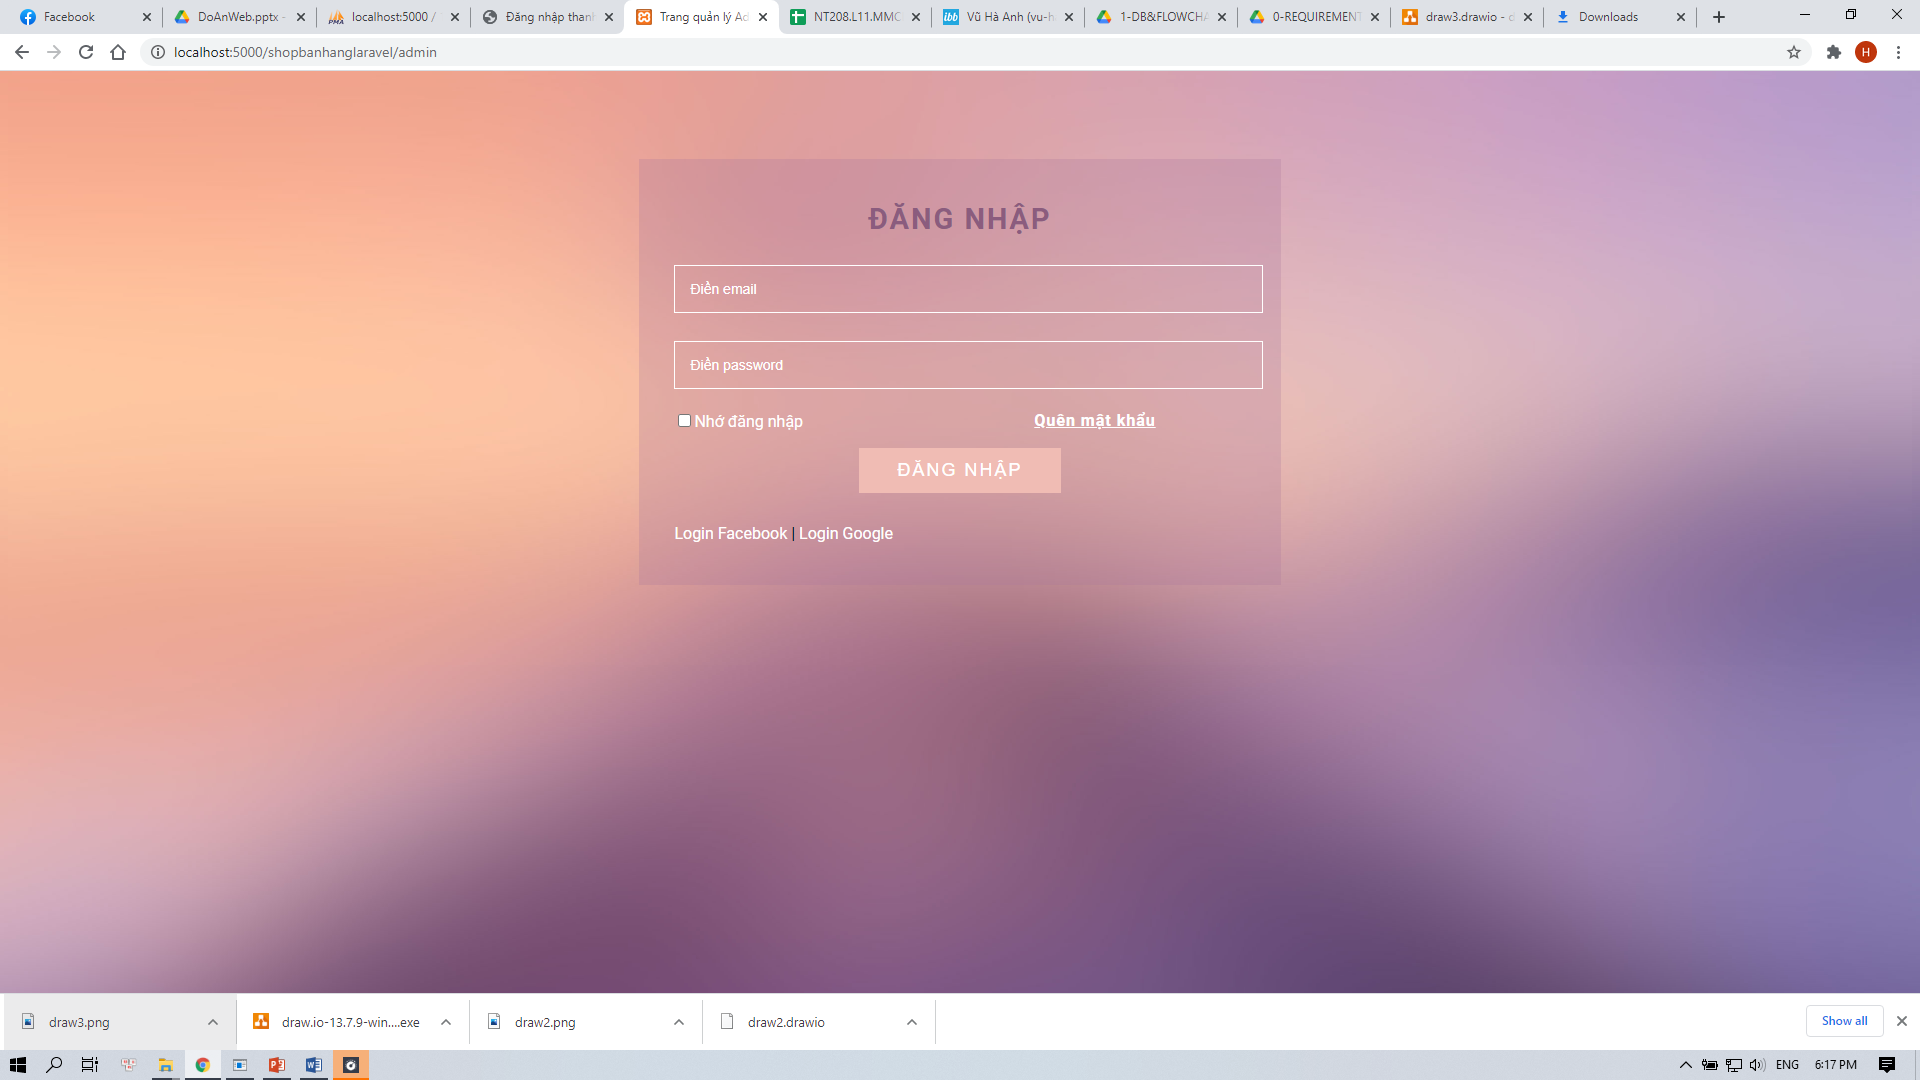 Facebook
DoAnWeb.pptx -
localhost:5000 /
Đăng nhập thanh
Trang quản lý Ad
NT208.L11.MMC
Vũ Hà Anh (vu-h
1-DB&FLOWCHA
0-REQUIREMENT
draw3.drawio - d
Downloads
localhost:5000/shopbanhanglaravel/admin
H
ĐĂNG NHẬP
Điền email
Điền password
Nhớ đăng nhập
Quên mật khẩu
ĐĂNG NHẬP
Login Facebook | Login Google
draw3.png
draw.io-13.7.9-win....exe
draw2.png
draw2.drawio
Show all
ENG
6:17 PM